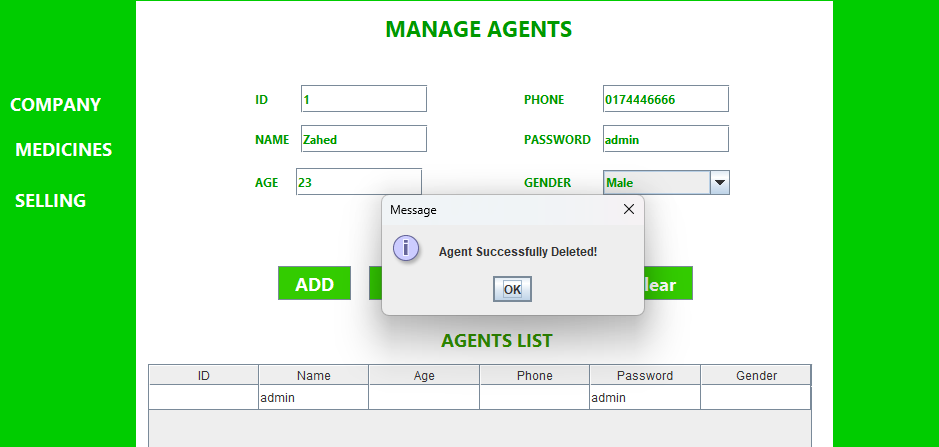 MANAGE AGENTS
COMPANY
MEDICINES
SELLING
ID 1 PHONE 0174446666
NAME Zahed PASSWORD admin
AGE 23 GENDER Male
Message
i
Agent Successfully Deleted!
OK
ADD lear
AGENTS LIST
ID Name Age Phone Password Gender
admin admin